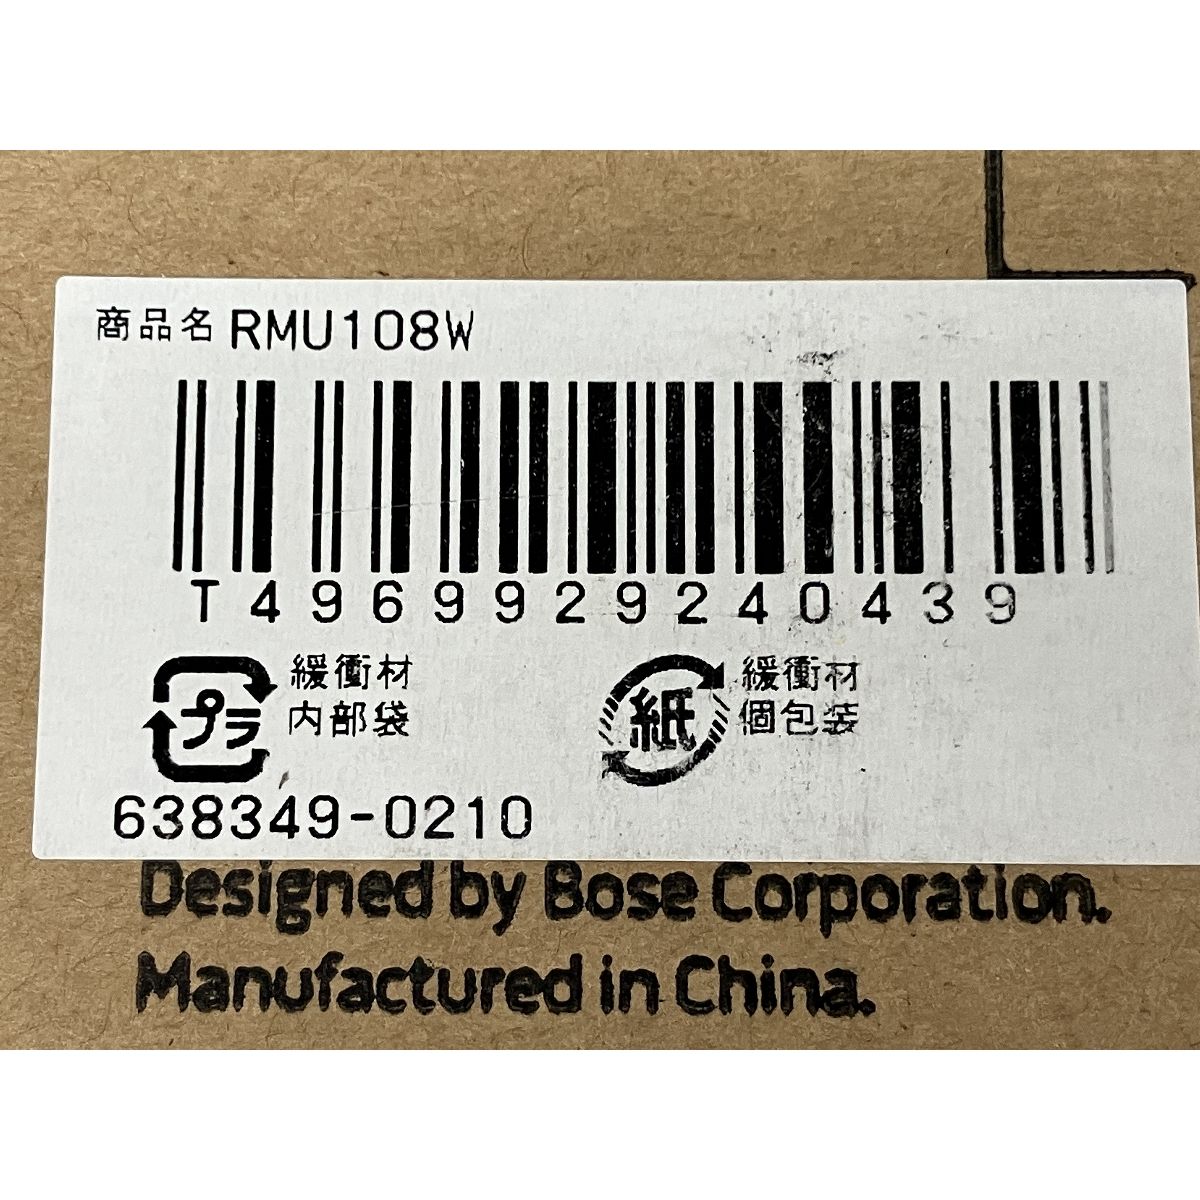 商品名 RMU108W
T4969929240439
プラ 緩衝材
内部袋
紙 緩衝材
個包装
638349-0210
Designed by Bose Corporation.
Manufactured in China.